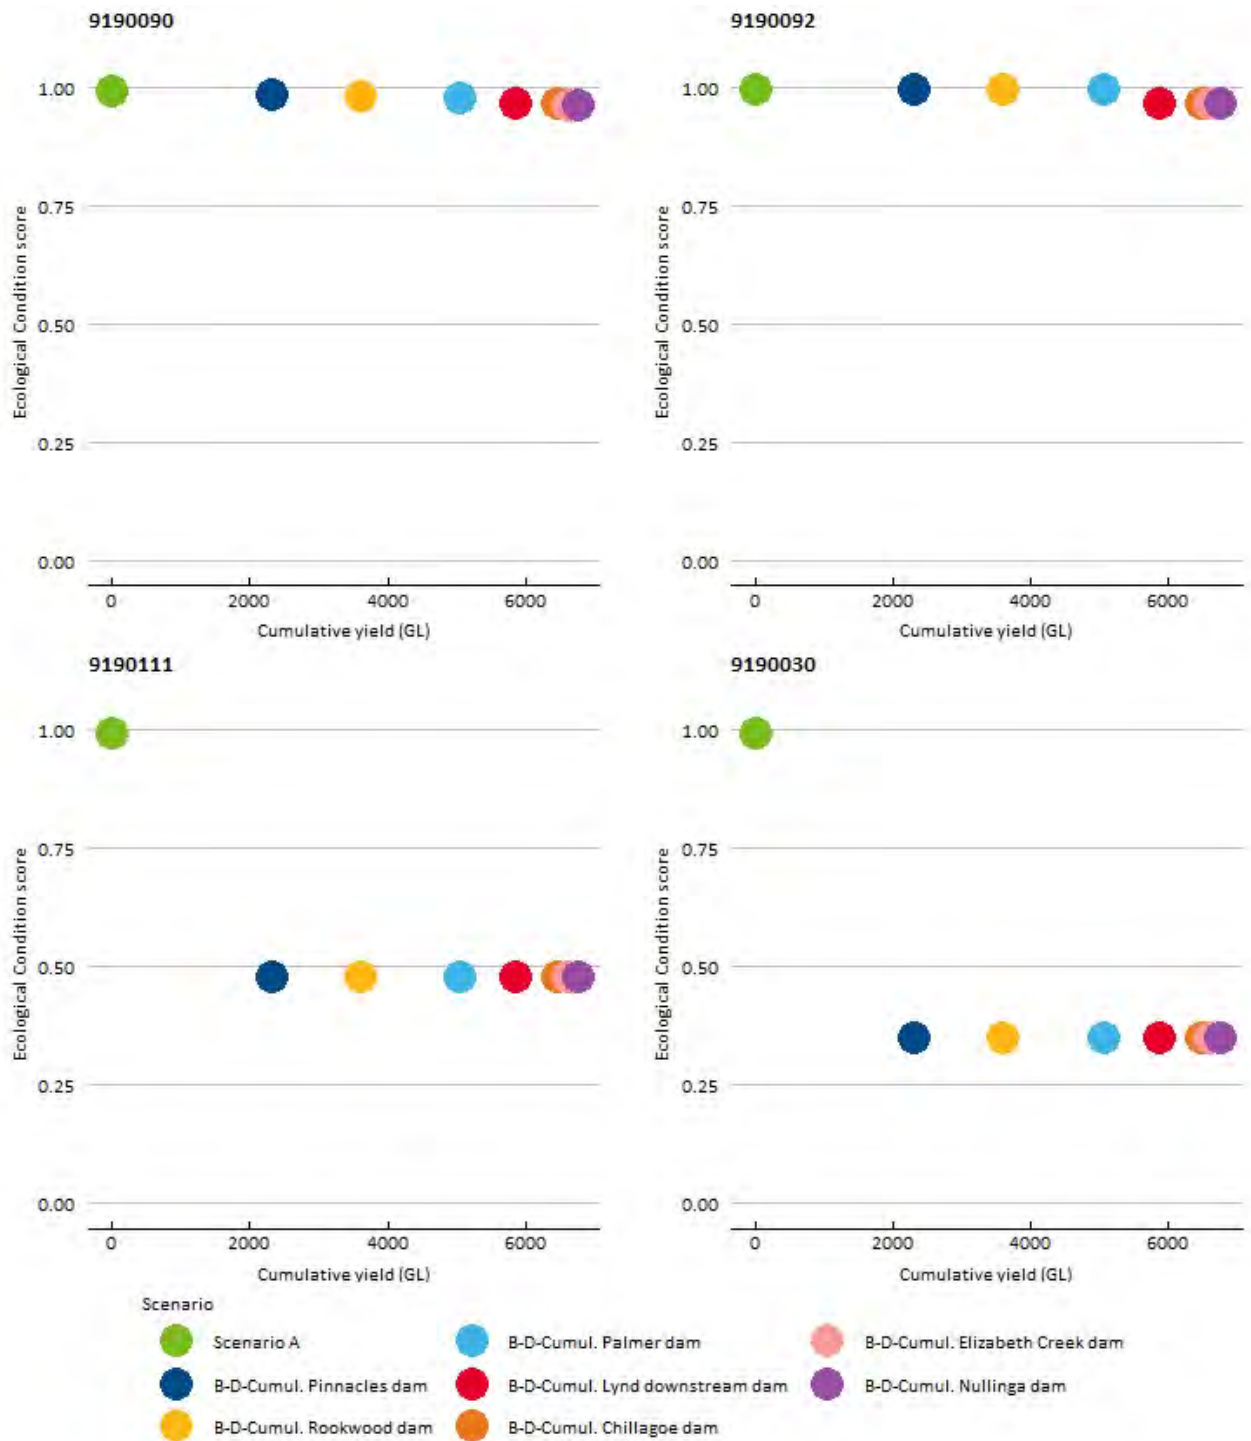 9190090
1.00
0.75
0.50
0.25
0.00
Ecological Condition score
0 2000 4000 6000
Cumulative yield (GL)
9190092
1.00
0.75
0.50
0.25
0.00
Ecological Condition score
0 2000 4000 6000
Cumulative yield (GL)
9190111
1.00
0.75
0.50
0.25
0.00
Ecological Condition score
0 2000 4000 6000
Cumulative yield (GL)
9190030
1.00
0.75
0.50
0.25
0.00
Ecological Condition score
0 2000 4000 6000
Cumulative yield (GL)
Scenario
Scenario A
B-D-Cumul. Pinnacles dam
B-D-Cumul. Rookwood dam
B-D-Cumul. Palmer dam
B-D-Cumul. Lynd downstream dam
B-D-Cumul. Chillagoe dam
B-D-Cumul. Elizabeth Creek dam
B-D-Cumul. Nullinga dam